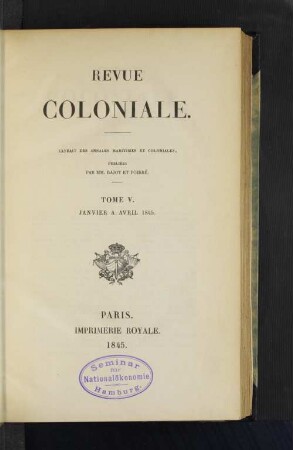 REVUE
COLONIALE.
EXTRAIT DES ANNALES MARITIMES ET COLONIALES,
PUBLIÉES
PAR MM. BAJOT ET POIRRÉ.
TOME V.
JANVIER A AVRIL 1845.
PARIS.
IMPRIMERIE ROYALE.
1845.
Seminar
für
Nationalökonomie
Hamburg.